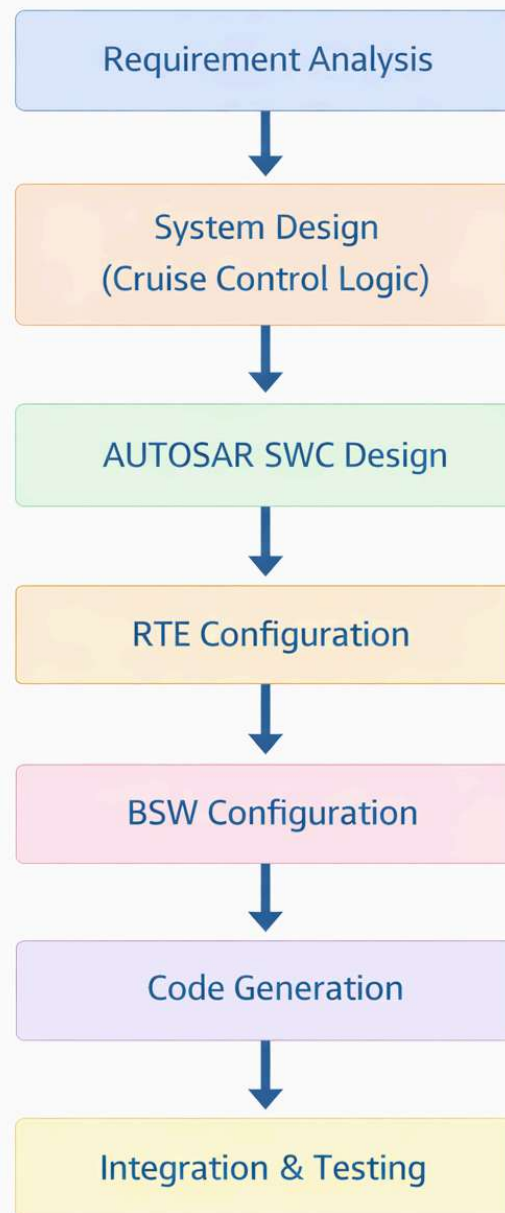 Requirement Analysis
System Design
(Cruise Control Logic)
AUTOSAR SWC Design
RTE Configuration
BSW Configuration
Code Generation
Integration & Testing